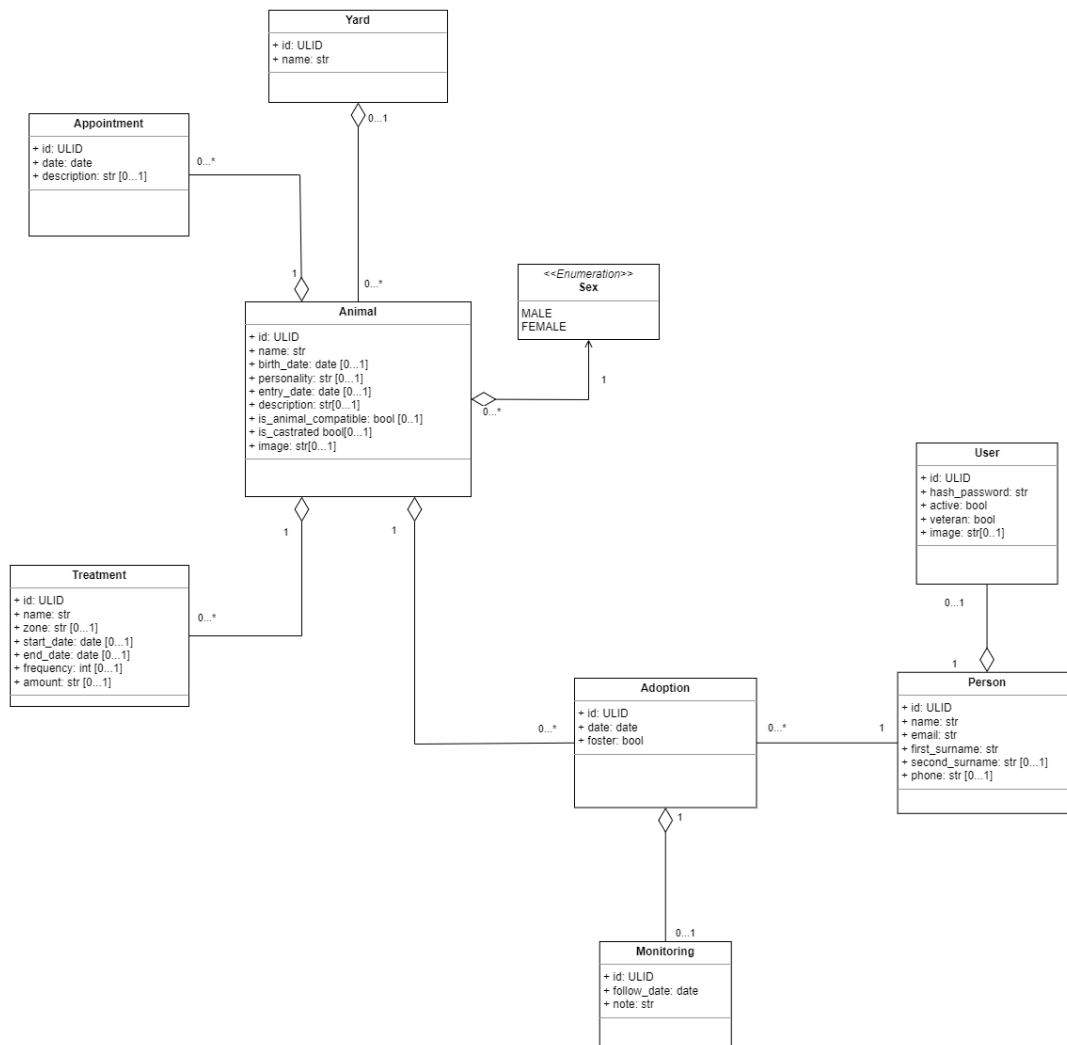 Yard
+ id: ULID
+ name: str
0...1
Appointment
+ id: ULID
+ date: date
+ description: str [0...1]
0...*
1
0...*
<<Enumeration>>
Sex
MALE
FEMALE
1
0...*
Animal
+ id: ULID
+ name: str
+ birth_date: date [0...1]
+ personality: str [0...1]
+ entry_date: date [0...1]
+ description: str[0...1]
+ is_animal_compatible: bool [0..1]
+ is_castrated bool[0...1]
+ image: str[0...1]
1
1
User
+ id: ULID
+ hash_password: str
+ active: bool
+ veteran: bool
+ image: str[0..1]
0...1
1
Treatment
+ id: ULID
+ name: str
+ zone: str [0...1]
+ start_date: date [0...1]
+ end_date: date [0...1]
+ frequency: int [0...1]
+ amount: str [0...1]
0...*
Adoption
+ id: ULID
+ date: date
+ foster: bool
0...*
0...*
1
1
Person
+ id: ULID
+ name: str
+ email: str
+ first_surname: str
+ second_surname: str [0...1]
+ phone: str [0...1]
0...1
Monitoring
+ id: ULID
+ follow_date: date
+ note: str